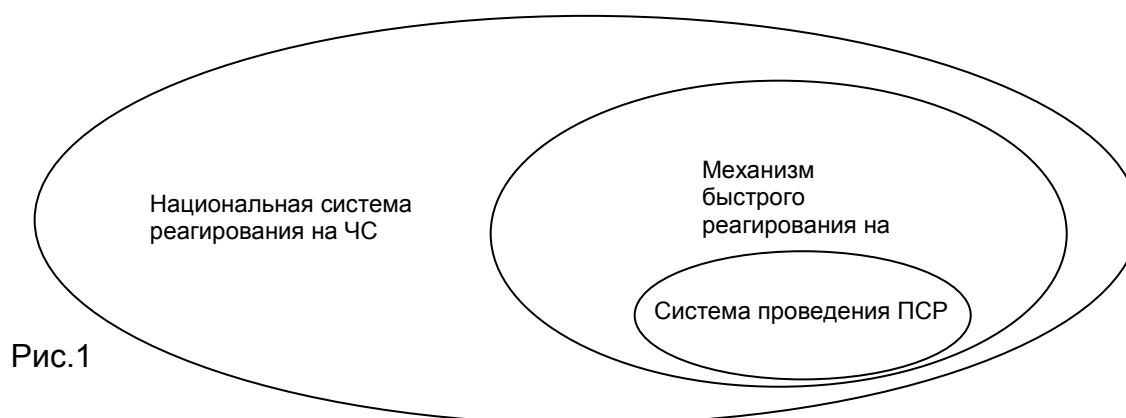 Национальная система
реагирования на ЧС
Механизм
быстрого
реагирования на
Система проведения ПСР
Рис.1